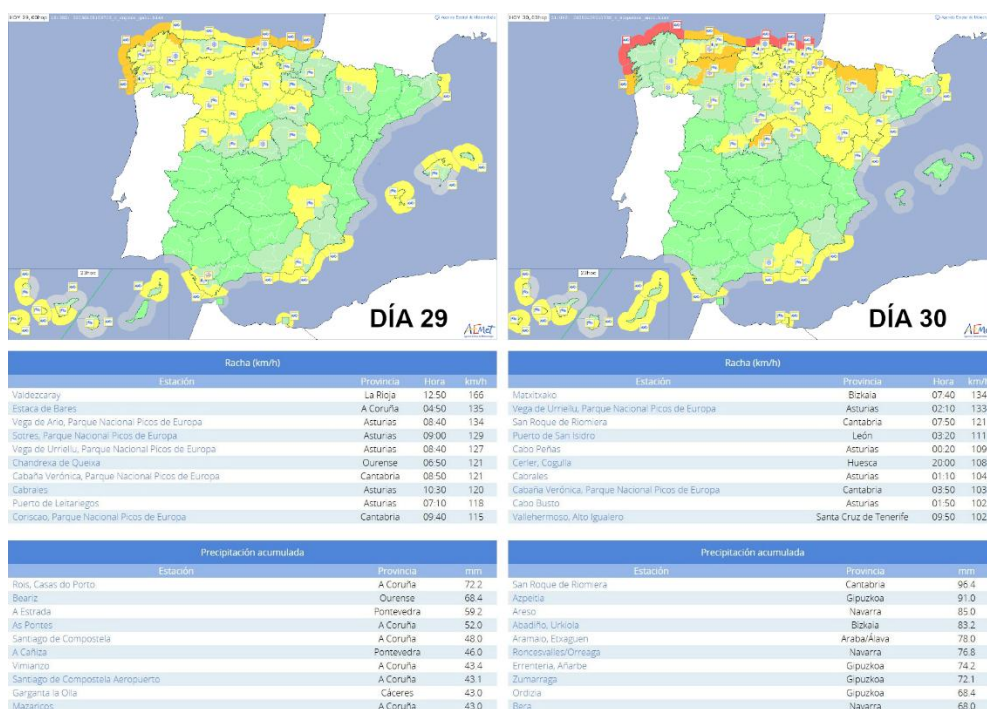 DÍA 29
DÍA 30
Racha (km/h)
Estación Provincia Hora km/h
Valdezcaray La Rioja 12:50 166
Estaca de Bares A Coruña 04:50 135
Vega de Ario, Parque Nacional Picos de Europa Asturias 08:40 134
Sotres, Parque Nacional Picos de Europa Asturias 09:00 129
Vega de Urriellu, Parque Nacional Picos de Europa Asturias 08:40 127
Chandrexa de Queixa Ourense 06:50 121
Cabaña Verónica, Parque Nacional Picos de Europa Cantabria 08:50 121
Cabrales Asturias 10:30 120
Puerto de Leitariegos Asturias 07:10 118
Coriscao, Parque Nacional Picos de Europa Cantabria 09:40 115
Racha (km/h)
Estación Provincia Hora km/h
Matxitxako Bizkaia 07:40 134
Vega de Urriellu, Parque Nacional Picos de Europa Asturias 02:10 133
San Roque de Riomiera Cantabria 07:50 121
Puerto de San Isidro León 03:20 111
Cabo Peñas Asturias 00:20 109
Cerler, Cogulla Huesca 20:00 108
Cabrales Asturias 01:10 104
Cabaña Verónica, Parque Nacional Picos de Europa Cantabria 03:50 103
Cabo Busto Asturias 01:50 102
Vallehermoso, Alto Igualero Santa Cruz de Tenerife 09:50 102
Precipitación acumulada
Estación Provincia mm
Rois, Casas do Porto A Coruña 72.2
Beariz Ourense 68.4
A Estrada Pontevedra 59.2
As Pontes A Coruña 52.0
Santiago de Compostela A Coruña 48.0
A Cañiza Pontevedra 46.0
Vimianzo A Coruña 43.4
Santiago de Compostela Aeropuerto A Coruña 43.1
Garganta la Olla Cáceres 43.0
Mazaricos A Coruña 43.0
Precipitación acumulada
Estación Provincia mm
San Roque de Riomiera Cantabria 96.4
Azpeitia Gipuzkoa 91.0
Areso Navarra 85.0
Abadiño, Urkiola Bizkaia 83.2
Aramaio, Etxaguen Araba/Álava 78.0
Roncesvalles/Orreaga Navarra 76.8
Errenteria, Añarbe Gipuzkoa 74.2
Zumarraga Gipuzkoa 72.1
Ordizia Gipuzkoa 68.4
Bera Navarra 68.0